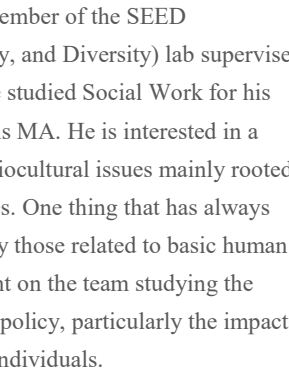 ember of the SEED
y, and Diversity) lab supervise
studied Social Work for his
s MA. He is interested in a
iocultural issues mainly rooted
s. One thing that has always
y those related to basic human
nt on the team studying the
policy, particularly the impact
ndividuals.